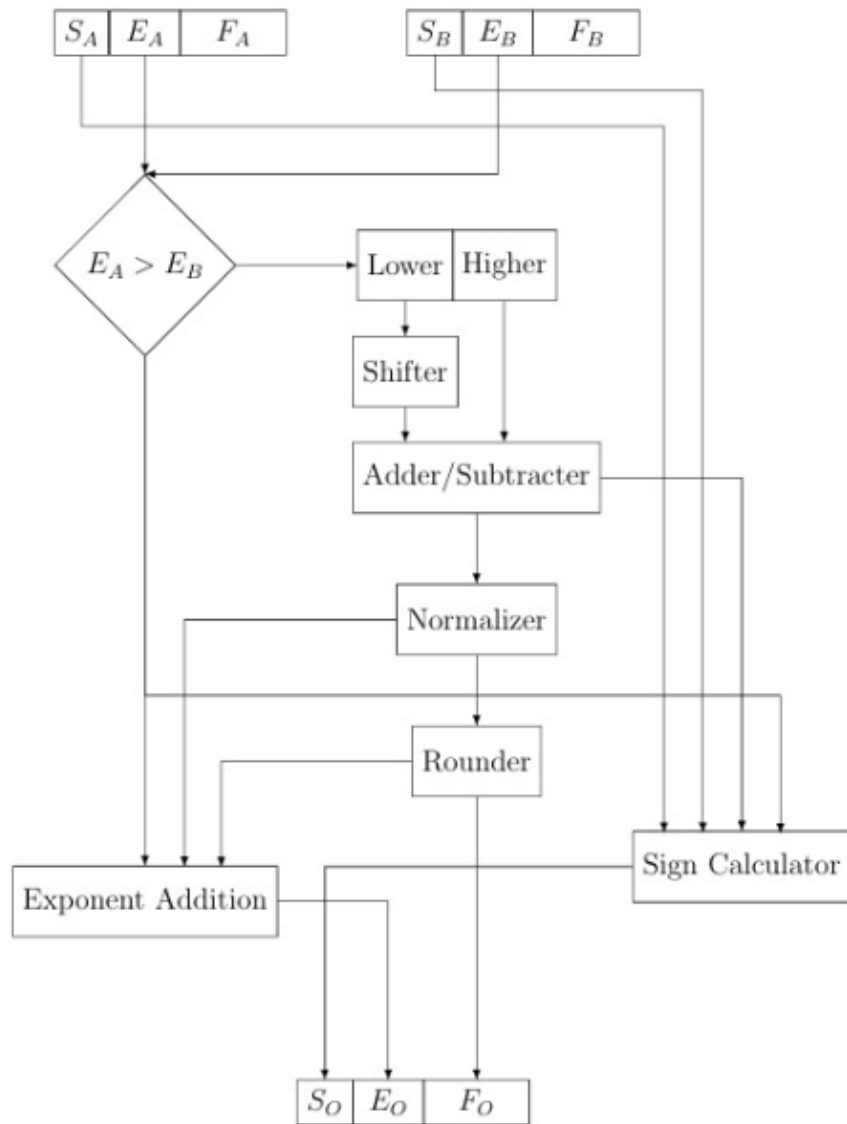 S_A E_A F_A S_B E_B F_B
E_A > E_B
Lower Higher
Shifter
Adder/Subtracter
Normalizer
Rounder
Sign Calculator
Exponent Addition
S_O E_O F_O